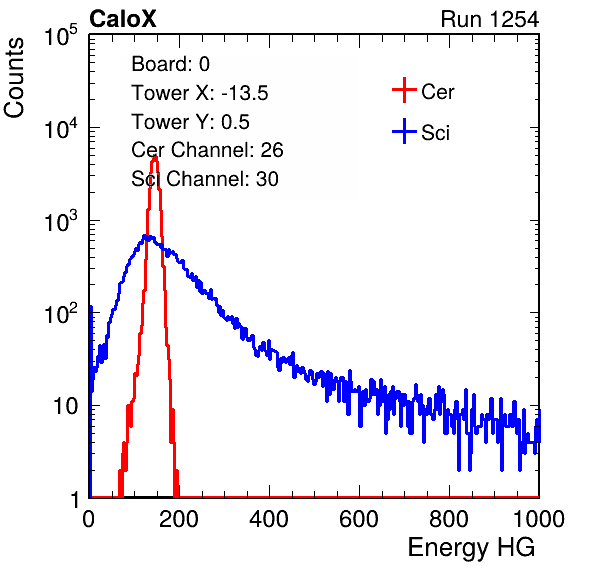 CaloX Run 1254
Counts
10^5
10^4
10^3
10^2
10
1
Board: 0
Tower X: -13.5
Tower Y: 0.5
Cer Channel: 26
Sci Channel: 30
Cer
Sci
0 200 400 600 800 1000
Energy HG